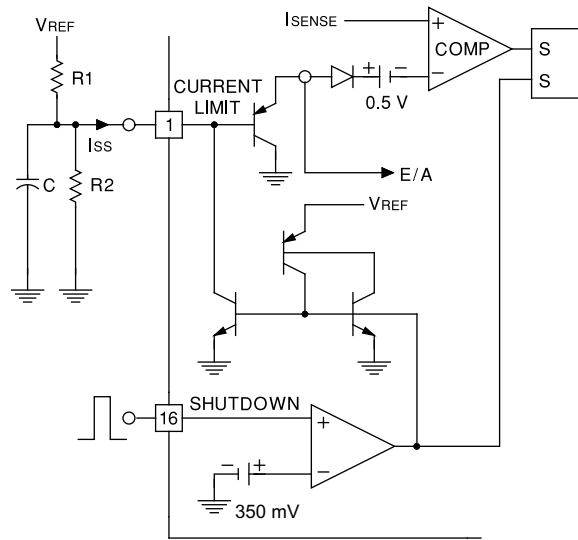 ISENSE
+
COMP
−
S
S
VREF
R1
CURRENT
LIMIT
+ −
0.5 V
1
ISS
C
R2
E/A
VREF
16
SHUTDOWN
+
−
− +
350 mV